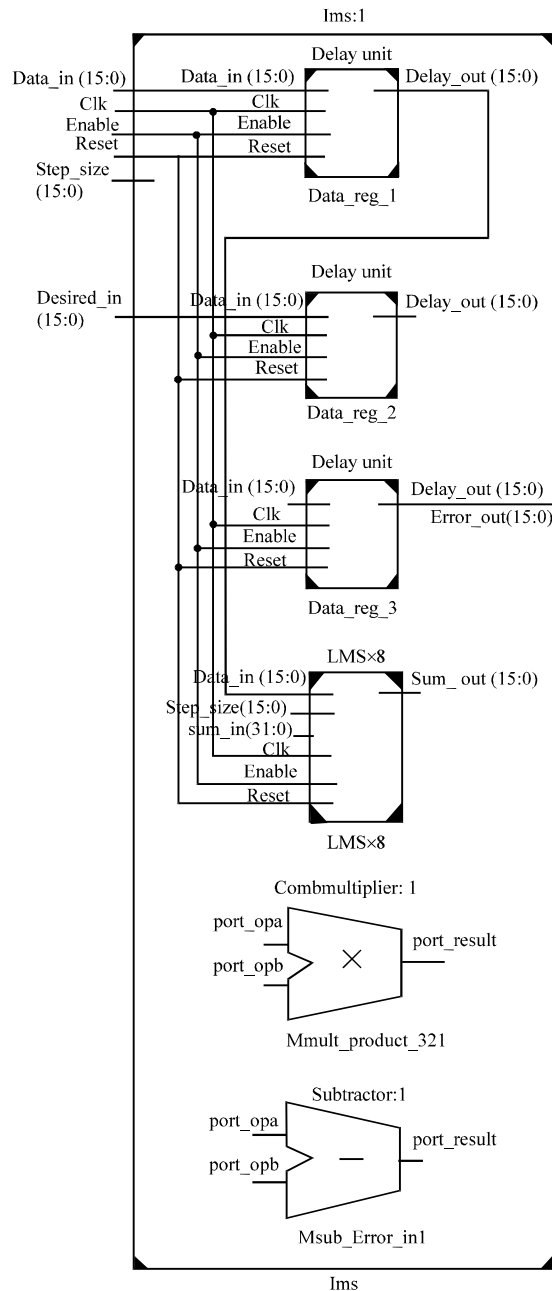 Ims:1
Delay unit
Data_in (15:0) Data_in (15:0) Delay_out (15:0)
Clk Clk
Enable Enable
Reset Reset
Step_size
(15:0)
Data_reg_1
Delay unit
Desired_in
(15:0)
Data_in (15:0) Delay_out (15:0)
Clk
Enable
Reset
Data_reg_2
Delay unit
Data_in (15:0) Delay_out (15:0)
Clk Error_out(15:0)
Enable
Reset
Data_reg_3
LMS×8
Data_in (15:0) Sum_ out (15:0)
Step_size(15:0)
sum_in(31:0)
Clk
Enable
Reset
LMS×8
Combmultiplier: 1
port_opa
port_result
port_opb
×
Mmult_product_321
Subtractor:1
port_opa
port_result
port_opb
—
Msub_Error_in1
Ims